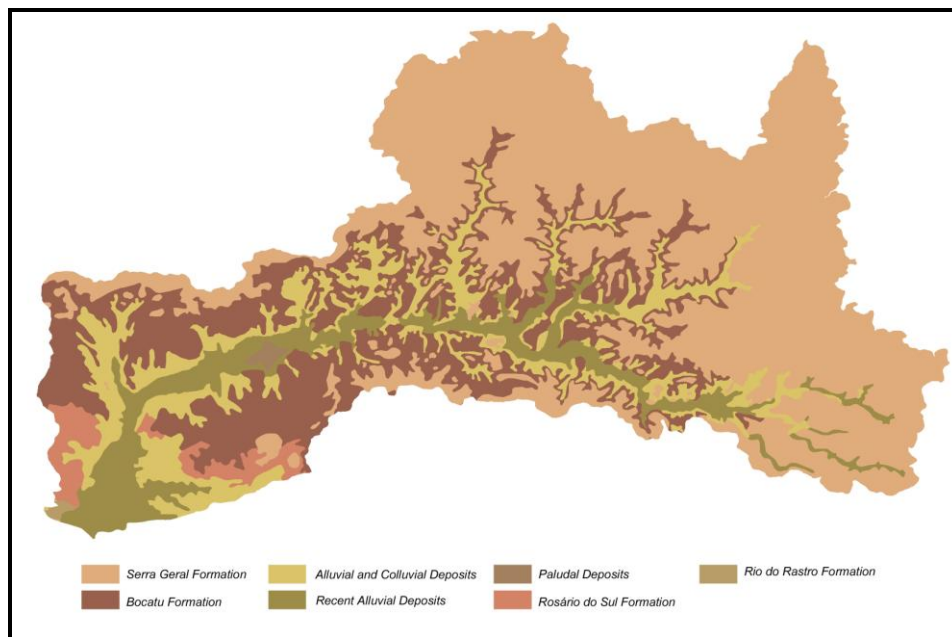 Serra Geral Formation
Alluvial and Colluvial Deposits
Paludal Deposits
Rio do Rastro Formation
Bocatu Formation
Recent Alluvial Deposits
Rosário do Sul Formation